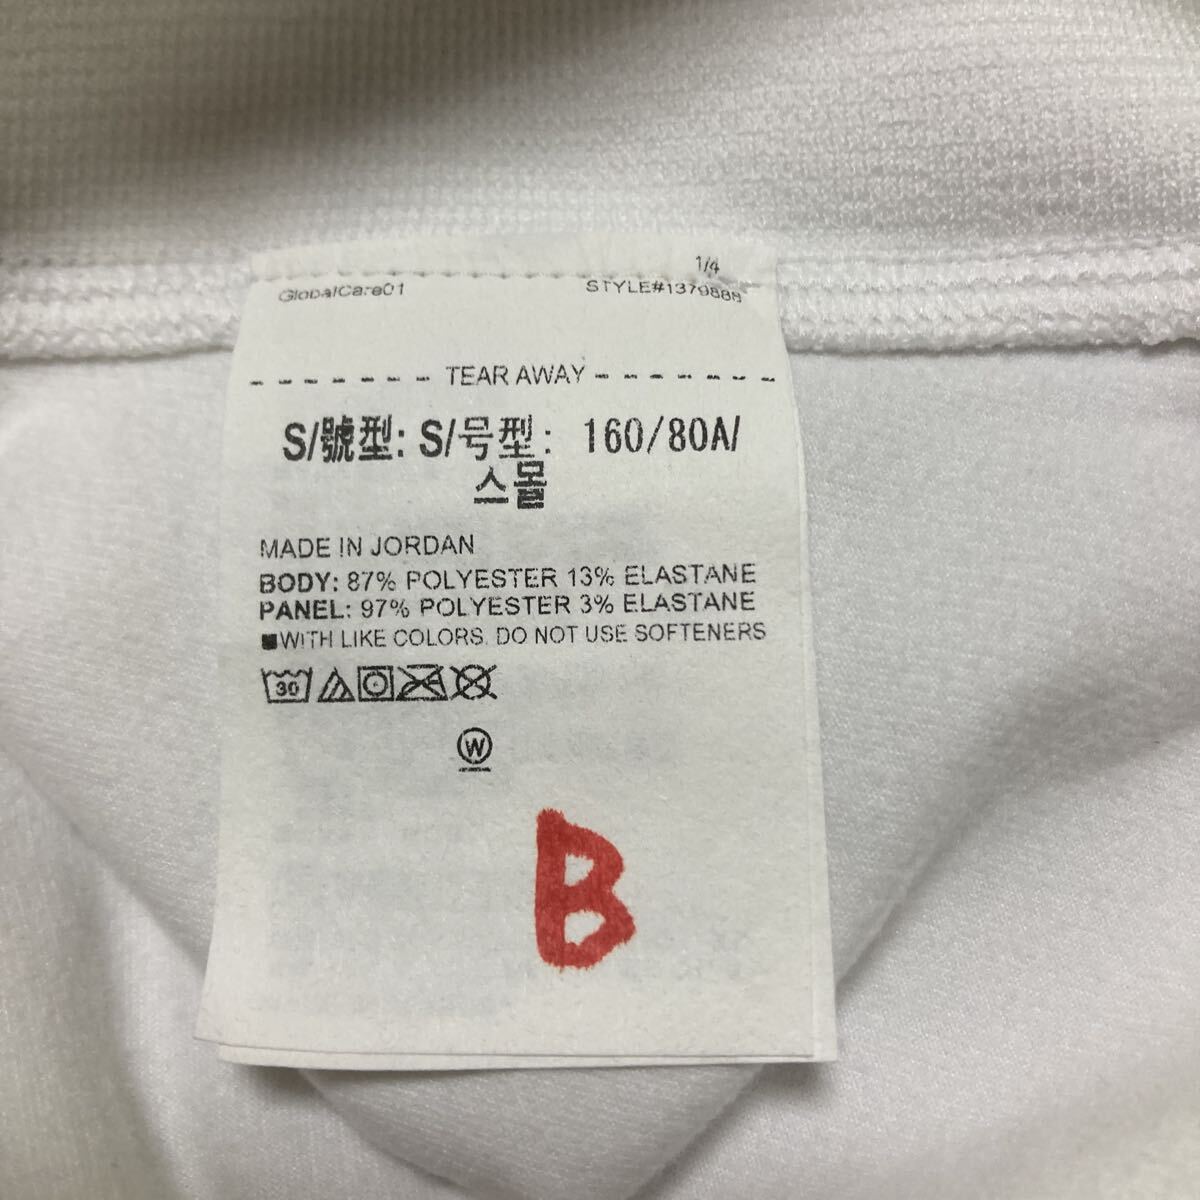 1/4
GlobalCare01 STYLE#1379888
TEAR AWAY
S/號型: S/号型: 160/80A/
스몰
MADE IN JORDAN
BODY: 87% POLYESTER 13% ELASTANE
PANEL: 97% POLYESTER 3% ELASTANE
■WITH LIKE COLORS. DO NOT USE SOFTENERS
30
W
B